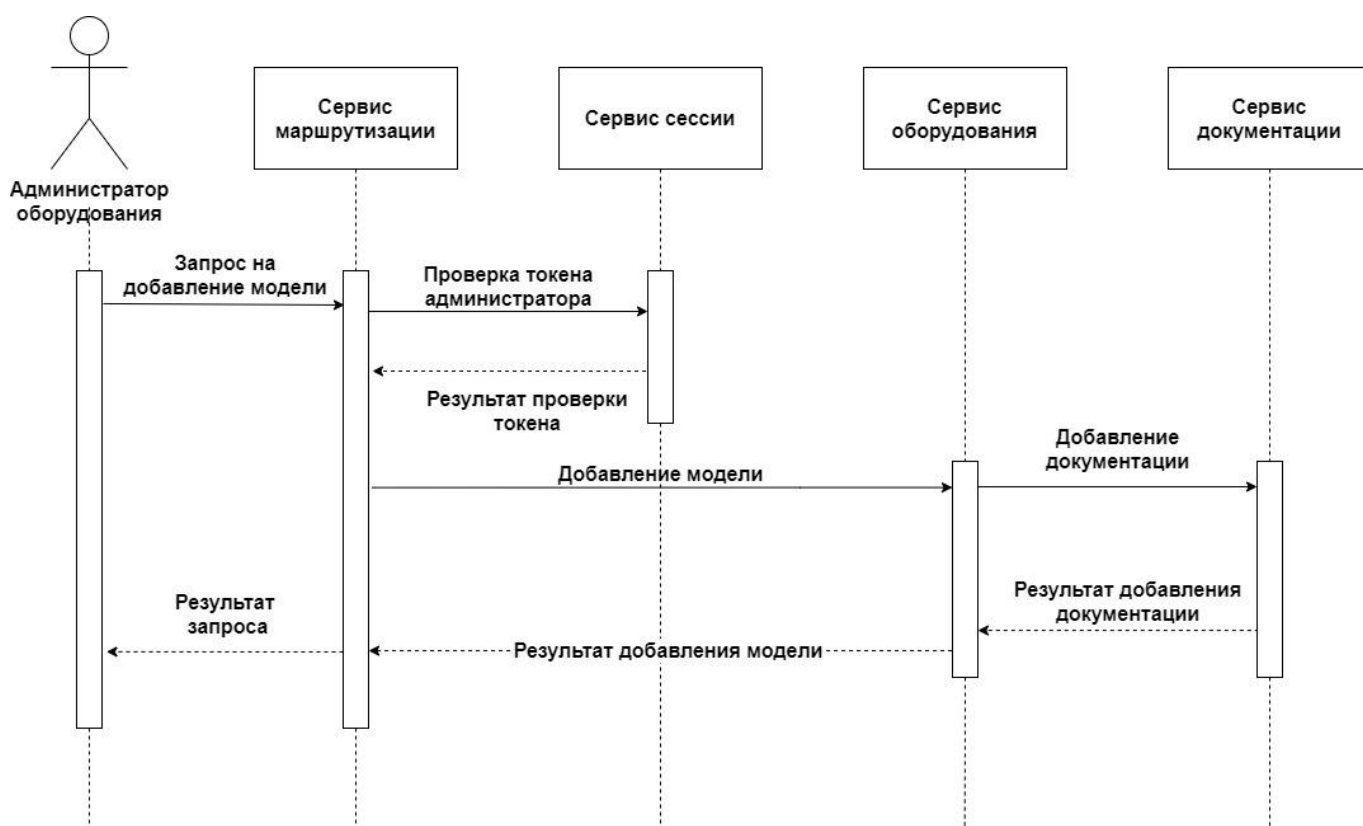 Администратор
оборудования
Сервис
маршрутизации
Сервис сессии
Сервис
оборудования
Сервис
документации
Запрос на
добавление модели
Проверка токена
администратора
Результат проверки
токена
Добавление модели
Добавление
документации
Результат добавления
документации
Результат добавления модели
Результат
запроса